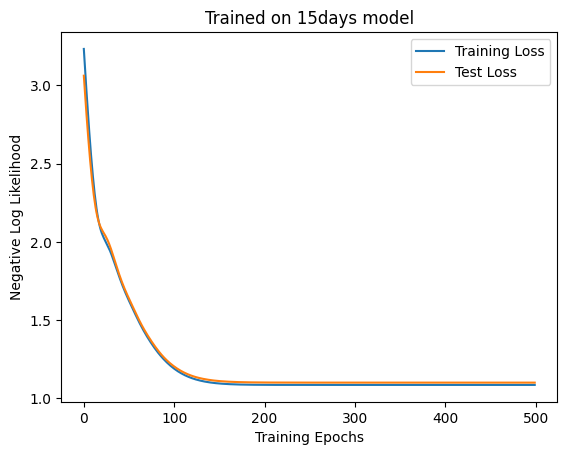 Trained on 15days model
Training Loss
Test Loss
Negative Log Likelihood
3.0
2.5
2.0
1.5
1.0
0
100
200
300
400
500
Training Epochs